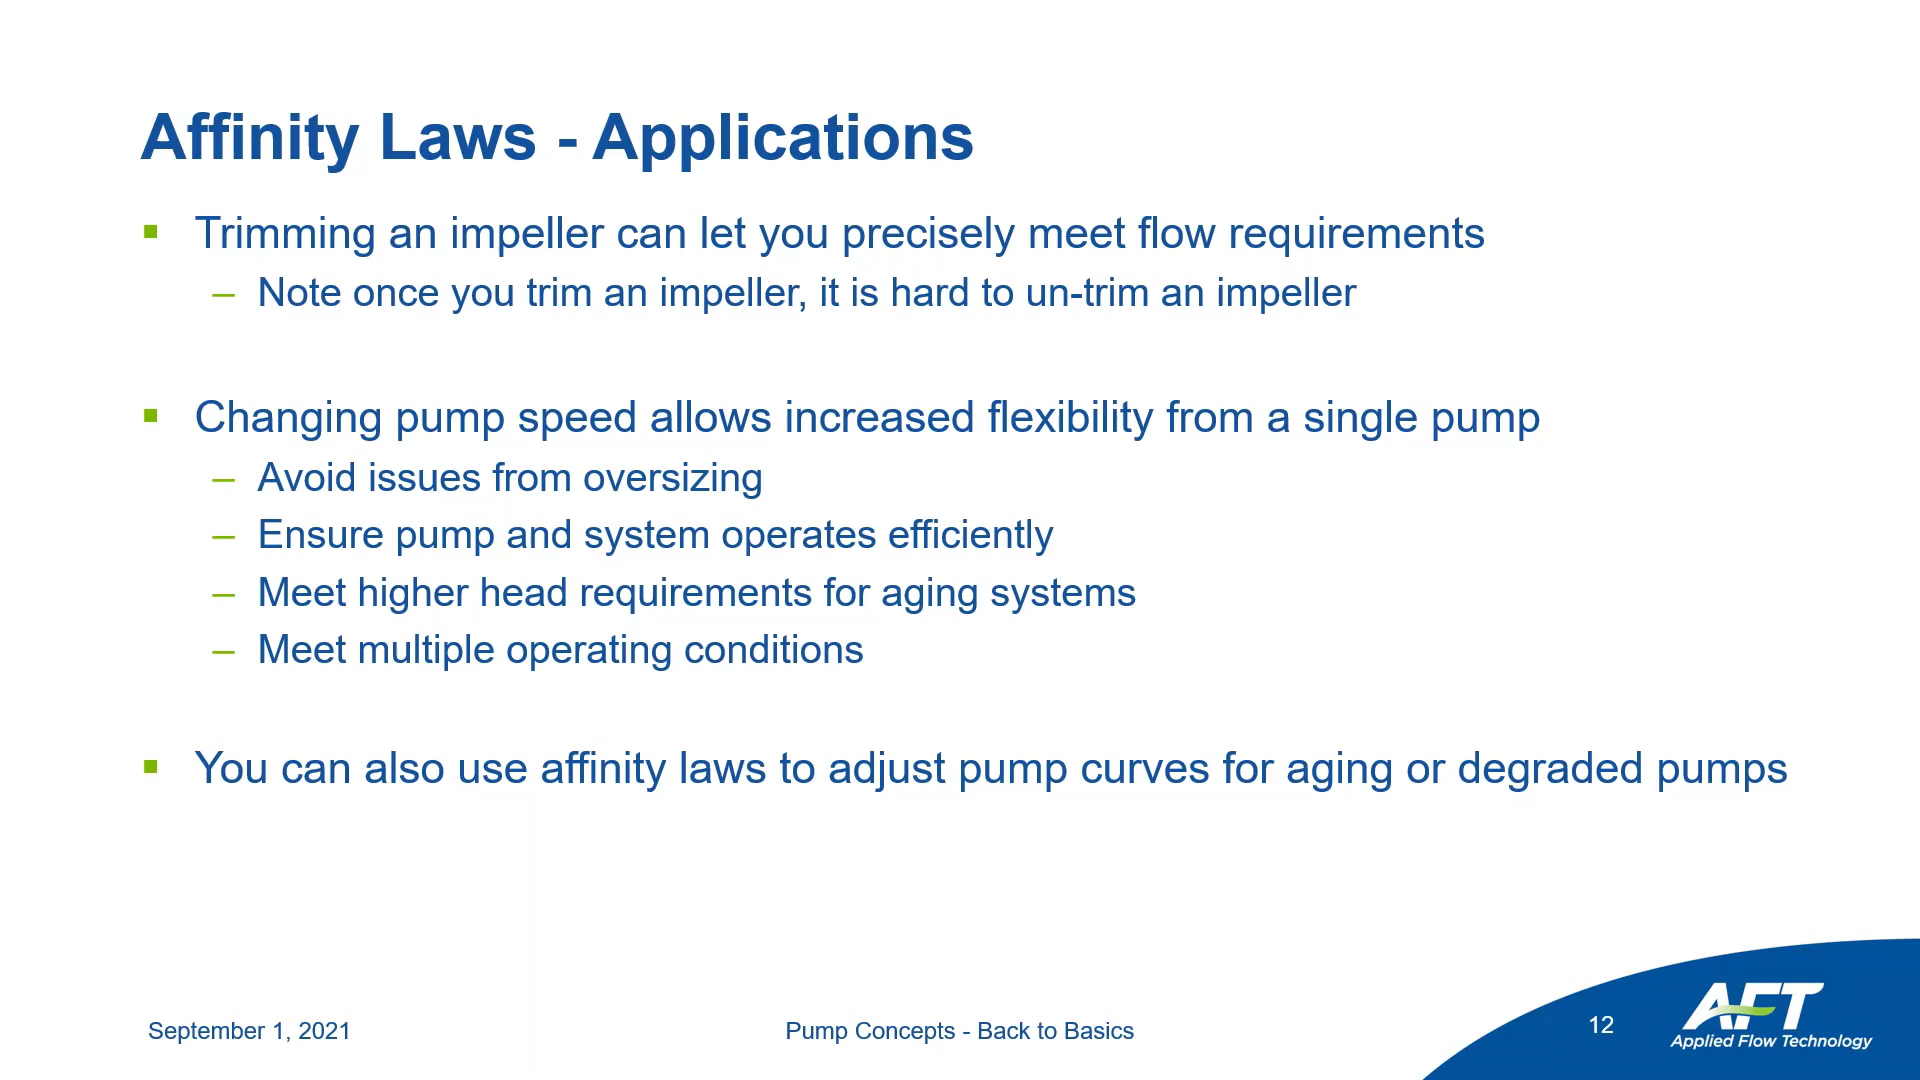 Affinity Laws - Applications
▪ Trimming an impeller can let you precisely meet flow requirements
– Note once you trim an impeller, it is hard to un-trim an impeller
▪ Changing pump speed allows increased flexibility from a single pump
– Avoid issues from oversizing
– Ensure pump and system operates efficiently
– Meet higher head requirements for aging systems
– Meet multiple operating conditions
▪ You can also use affinity laws to adjust pump curves for aging or degraded pumps
September 1, 2021
Pump Concepts - Back to Basics
12
AFT
Applied Flow Technology